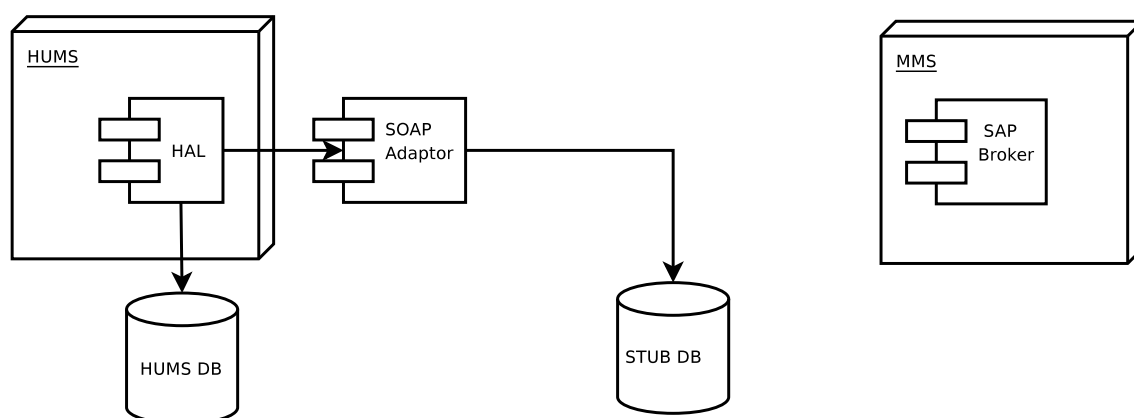 HUMS
HAL
SOAP
Adaptor
HUMS DB
STUB DB
MMS
SAP
Broker